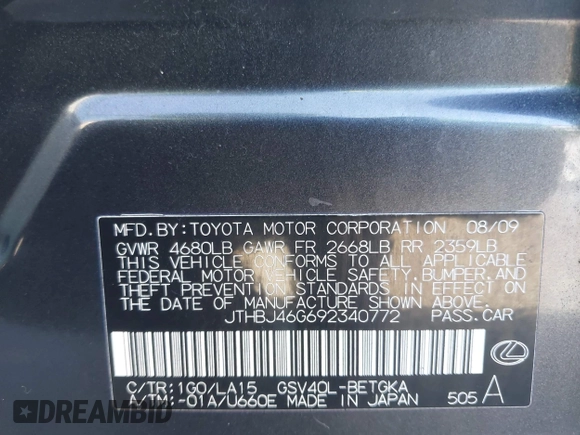 MFD.BY:TOYOTA MOTOR CORPORATION 08/09
GVWR 4680LB GAWR FR 2668LB RR 2359LB
THIS VEHICLE CONFORMS TO ALL APPLICABLE
FEDERAL MOTOR VEHICLE SAFETY, BUMPER, AND
THEFT PREVENTION STANDARDS IN EFFECT ON
THE DATE OF MANUFACTURE SHOWN ABOVE.
JTHBJ46G692340772 PASS.CAR
C/TR:1G0/LA15 GSV40L-BETGKA
A/TM:-01A/U660E MADE IN JAPAN 505 A
EPICBID